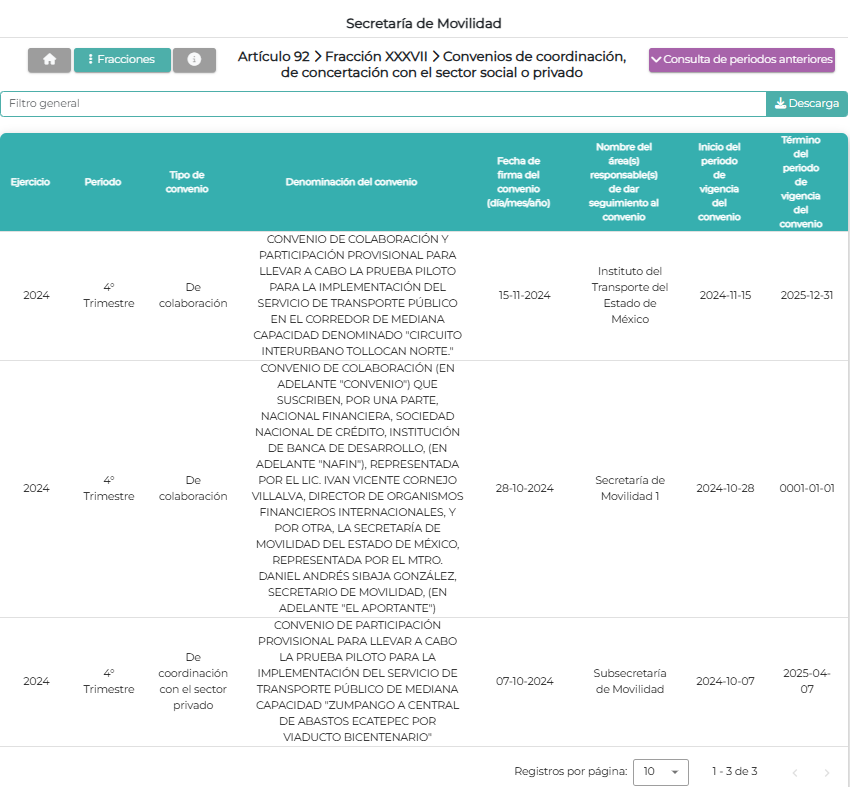 Secretaría de Movilidad
Fracciones
Artículo 92 > Fracción XXXVII > Convenios de coordinación,
de concertación con el sector social o privado
Consulta de periodos anteriores
Filtro general
Descarga
Ejercicio
Periodo
Tipo de
convenio
Denominación del convenio
Fecha de
firma del
convenio
(día/mes/año)
Nombre del
área(s)
responsable(s)
de dar
seguimiento al
convenio
Inicio del
periodo
de
vigencia
del
convenio
Término
del
periodo
de
vigencia
del
convenio
2024
4°
Trimestre
De
colaboración
CONVENIO DE COLABORACIÓN Y
PARTICIPACIÓN PROVISIONAL PARA
LLEVAR A CABO LA PRUEBA PILOTO
PARA LA IMPLEMENTACIÓN DEL
SERVICIO DE TRANSPORTE PÚBLICO
EN EL CORREDOR DE MEDIANA
CAPACIDAD DENOMINADO "CIRCUITO
INTERURBANO TOLLOCAN NORTE."
15-11-2024
Instituto del
Transporte del
Estado de
México
2024-11-15
2025-12-31
2024
4°
Trimestre
De
colaboración
CONVENIO DE COLABORACIÓN (EN
ADELANTE "CONVENIO") QUE
SUSCRIBEN, POR UNA PARTE,
NACIONAL FINANCIERA, SOCIEDAD
NACIONAL DE CRÉDITO, INSTITUCIÓN
DE BANCA DE DESARROLLO, (EN
ADELANTE "NAFIN"), REPRESENTADA
POR EL LIC. IVAN VICENTE CORNEJO
VILLALVA, DIRECTOR DE ORGANISMOS
FINANCIEROS INTERNACIONALES, Y
POR OTRA, LA SECRETARÍA DE
MOVILIDAD DEL ESTADO DE MÉXICO,
REPRESENTADA POR EL MTRO.
DANIEL ANDRÉS SIBAJA GONZÁLEZ,
SECRETARIO DE MOVILIDAD, (EN
ADELANTE "EL APORTANTE")
28-10-2024
Secretaría de
Movilidad 1
2024-10-28
0001-01-01
2024
4°
Trimestre
De
coordinación
con el sector
privado
CONVENIO DE PARTICIPACIÓN
PROVISIONAL PARA LLEVAR A CABO
LA PRUEBA PILOTO PARA LA
IMPLEMENTACIÓN DEL SERVICIO DE
TRANSPORTE PÚBLICO DE MEDIANA
CAPACIDAD "ZUMPANGO A CENTRAL
DE ABASTOS ECATEPEC POR
VIADUCTO BICENTENARIO"
07-10-2024
Subsecretaría
de Movilidad
2024-10-07
2025-04-
07
Registros por página:
10
1 - 3 de 3